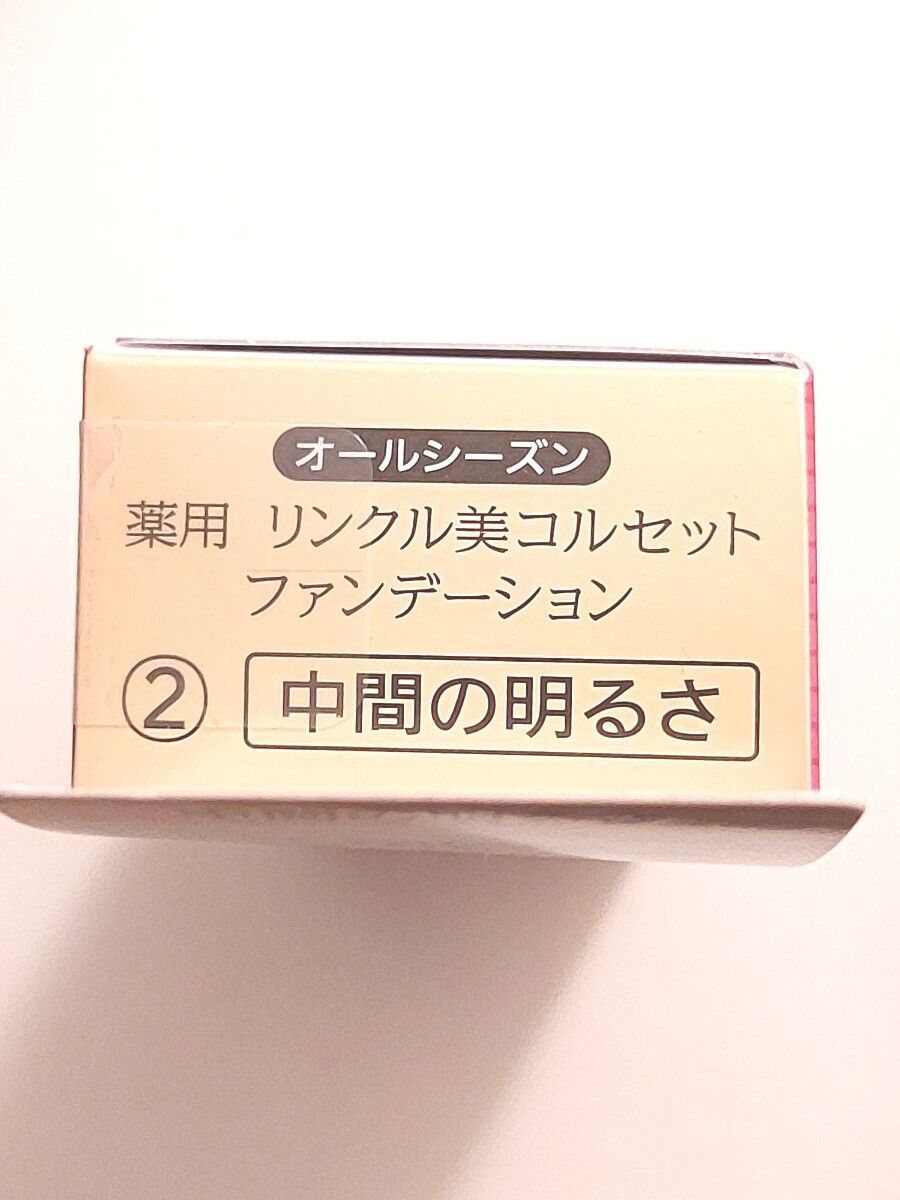 オールシーズン
薬用 リンクル美コルセット
ファンデーション
② 中間の明るさ